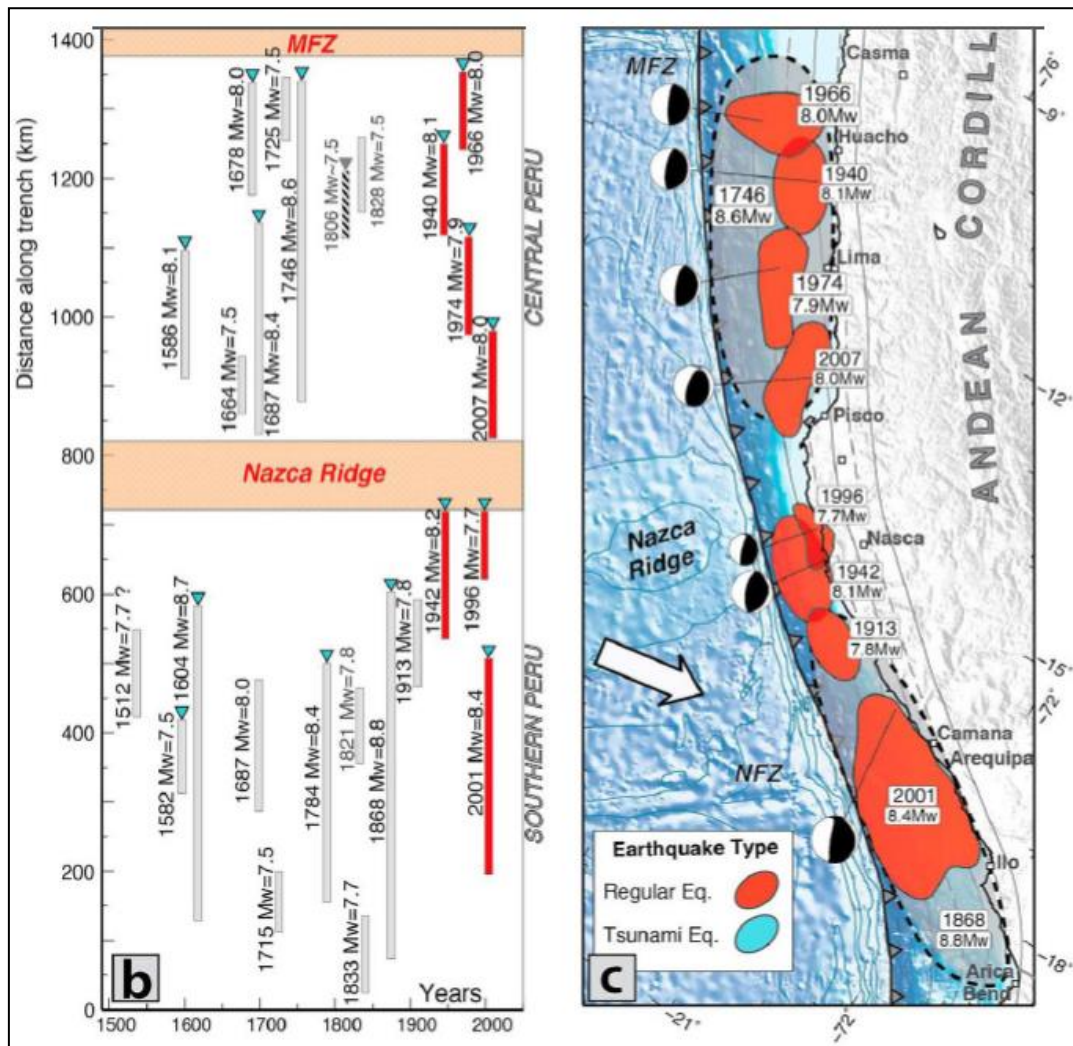 1400
1200
1000
800
600
400
200
0
Distance along trench (km)
MFZ
1586 Mw=8.1
1664 Mw=7.5
1678 Mw=8.0
1687 Mw=8.4
1725 Mw=7.5
1746 Mw=8.6
1806 Mw~7.5
1828 Mw=7.5
1940 Mw=8.1
1966 Mw=8.0
1974 Mw=7.9
2007 Mw=8.0
CENTRAL PERU
Nazca Ridge
1512 Mw=7.7 ?
1582 Mw=7.5
1604 Mw=8.7
1687 Mw=8.0
1715 Mw=7.5
1784 Mw=8.4
1821 Mw=7.8
1833 Mw=7.7
1868 Mw=8.8
1913 Mw=7.8
1942 Mw=8.2
1996 Mw=7.7
2001 Mw=8.4
SOUTHERN PERU
b
Years
1500 1600 1700 1800 1900 2000
MFZ
Casma
-76°
-9°
1966
8.0Mw
Huacho
1940
8.1Mw
1746
8.6Mw
Lima
1974
7.9Mw
2007
8.0Mw
-12°
Pisco
ANDEAN CORDILL
1996
7.7Mw
Nazca
Ridge
Nasca
1942
8.1Mw
1913
7.8Mw
-15°
-72°
Camana
Arequipa
NFZ
2001
8.4Mw
Ilo
Earthquake Type
Regular Eq.
Tsunami Eq.
1868
8.8Mw
Arica
Bend
-18°
c
-21°
-72°